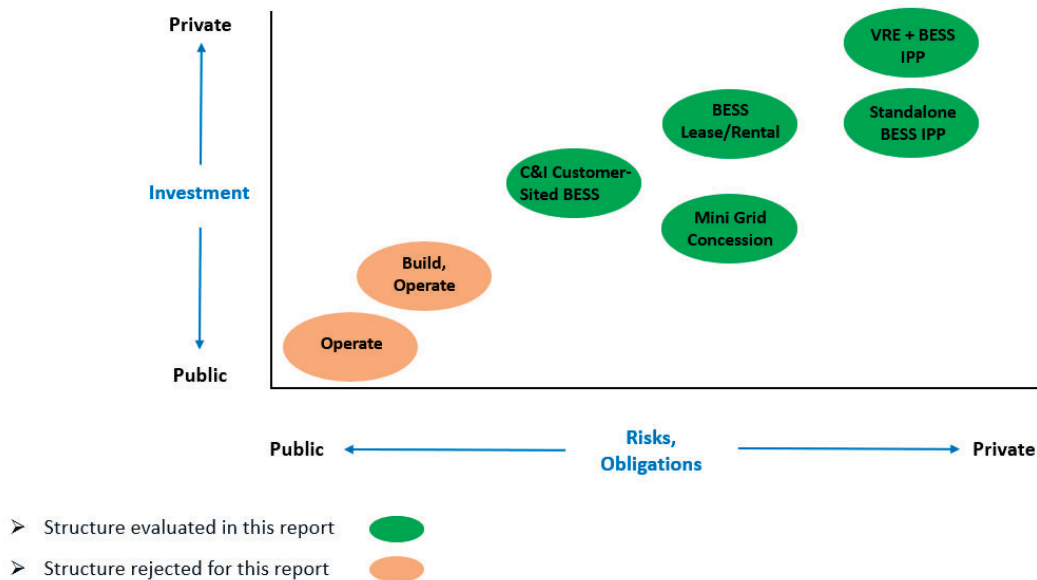 Private
VRE + BESS
IPP
BESS
Lease/Rental
Standalone
BESS IPP
C&I Customer-
Sited BESS
Investment
Mini Grid
Concession
Build,
Operate
Operate
Public
Public
Risks,
Obligations
Private
➢ Structure evaluated in this report
➢ Structure rejected for this report